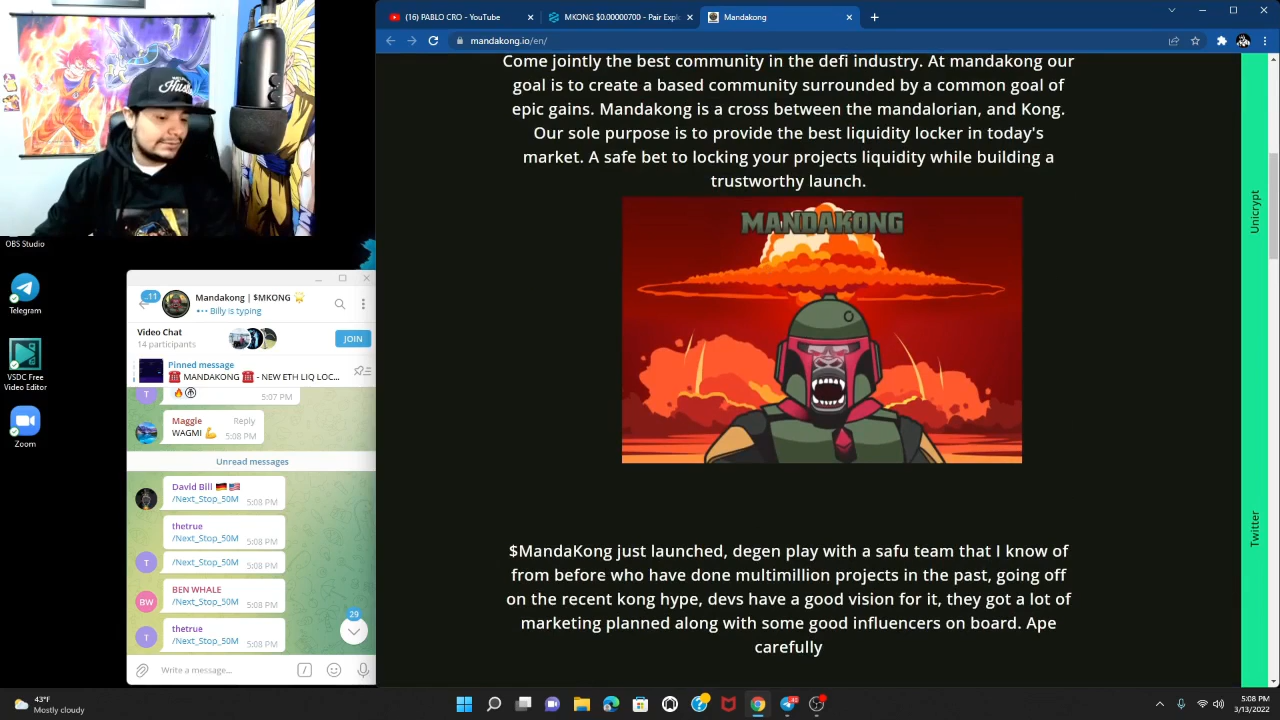 (16) PABLO CRO - YouTube
MKONG $0.0000700 - Pair Expl
Mandakong
mandakong.io/en/
Come jointly the best community in the defi industry. At mandakong our
goal is to create a based community surrounded by a common goal of
epic gains. Mandakong is a cross between the mandalorian, and Kong.
Our sole purpose is to provide the best liquidity locker in today's
market. A safe bet to locking your projects liquidity while building a
trustworthy launch.
MANDAKONG
$MandaKong just launched, degen play with a safu team that I know of
from before who have done multimillion projects in the past, going off
on the recent kong hype, devs have a good vision for it, they got a lot of
marketing planned along with some good influencers on board. Ape
carefully
Unicrypt
Twitter
Hustle
OBS Studio
Telegram
VSDC Free
Video Editor
Zoom
..11
Mandakong | $MKONG
Billy is typing
Video Chat
14 participants
JOIN
Pinned message
MANDAKONG - NEW ETH LIQ LOC...
T
5:07 PM
Maggie Reply
WAGMI 5:08 PM
Unread messages
David Bill
/Next_Stop_50M 5:08 PM
thetrue
/Next_Stop_50M 5:08 PM
T
/Next_Stop_50M 5:08 PM
BEN WHALE
BW
/Next_Stop_50M 5:08 PM
29
thetrue
T
/Next_Stop_50M 5:08 PM
Write a message...
43°F
Mostly cloudy
5:08 PM
3/13/2022